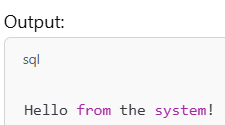 Output:
sql
Hello from the system!